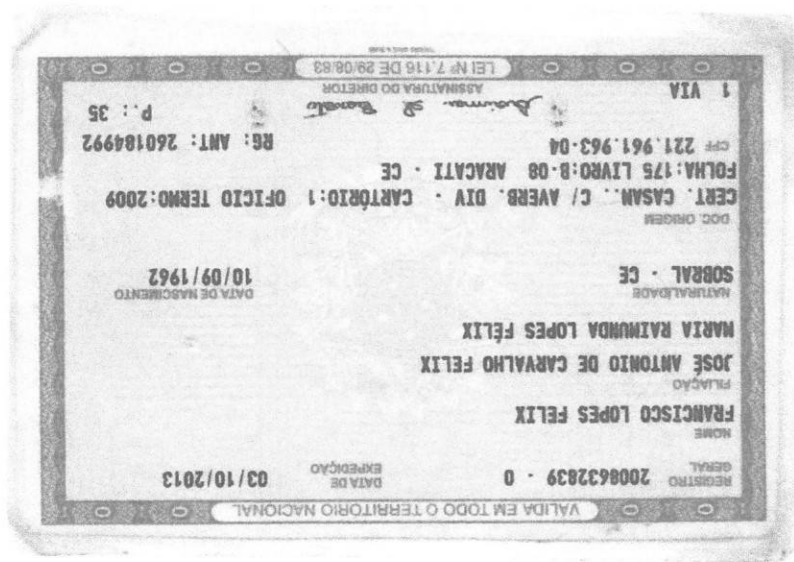 VALIDA EM TODO O TERRITORIO NACIONAL
REGISTRO GERAL 2008632839 - 0 DATA DE EXPEDIÇÃO 03/10/2013
NOME
FRANCISCO LOPES FELIX
FILIAÇÃO
JOSÉ ANTONIO DE CARVALHO FELIX
MARIA RAIMUNDA LOPES FÉLIX
NATURALIDADE DATA DE NASCIMENTO
SOBRAL - CE 10/09/1962
DOC. ORIGEM
CERT. CASAM.. C/ AVERB. DIV - CARTÓRIO:1 OFICIO TERMO:2009
FOLHA:175 LIVRO:B-08 ARACATI - CE
CPF 221.961.963-04 RG: ANT: 260184992
P.: 35
1 VIA
ASSINATURA DO DIRETOR
LEI Nº 7.116 DE 29/08/83